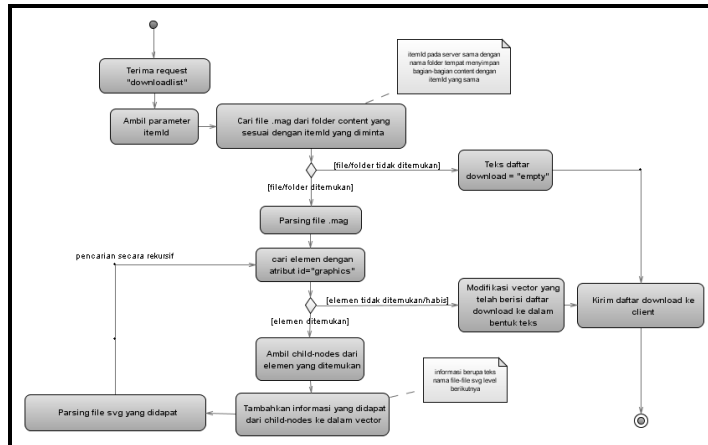 itemId pada server sama dengan
nama folder tempat menyimpan
bagian-bagian content dengan
itemId yang sama
Terima request
"downloadlist"
Ambil parameter
itemId
Cari file .mag dari folder content yang
sesuai dengan itemId yang diminta
[file/folder tidak ditemukan]
Teks daftar
download = "empty"
[file/folder ditemukan]
Parsing file .mag
pencarian secara rekursif
cari elemen dengan
atribut id="graphics"
[elemen tidak ditemukan/habis]
Modifikasi vector yang
telah berisi daftar
download ke dalam
bentuk teks
Kirim daftar download ke
client
[elemen ditemukan]
Ambil child-nodes dari
elemen yang ditemukan
informasi berupa teks
nama file-file svg level
berikutnya
Tambahkan informasi yang didapat
dari child-nodes ke dalam vector
Parsing file svg yang didapat